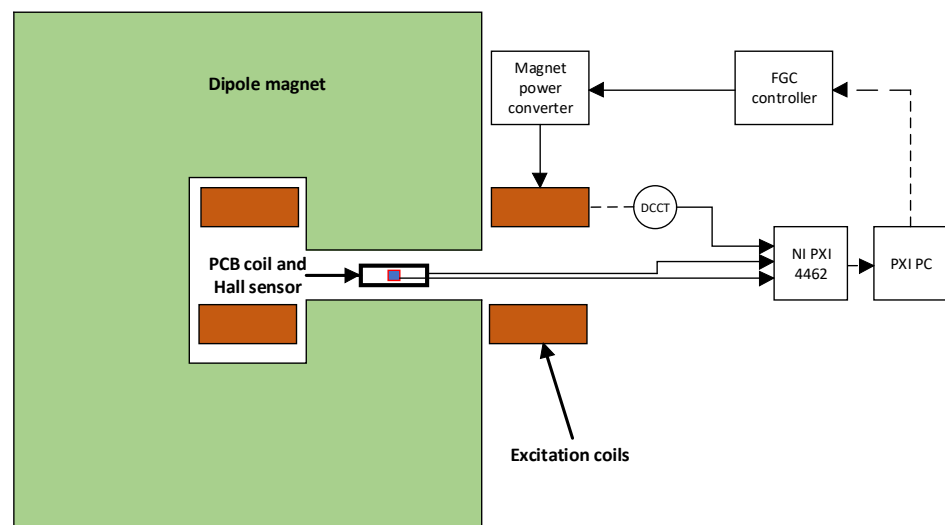 Dipole magnet
Magnet
power
converter
FGC
controller
DCCT
PCB coil and
Hall sensor
NI PXI
4462
PXI PC
Excitation coils